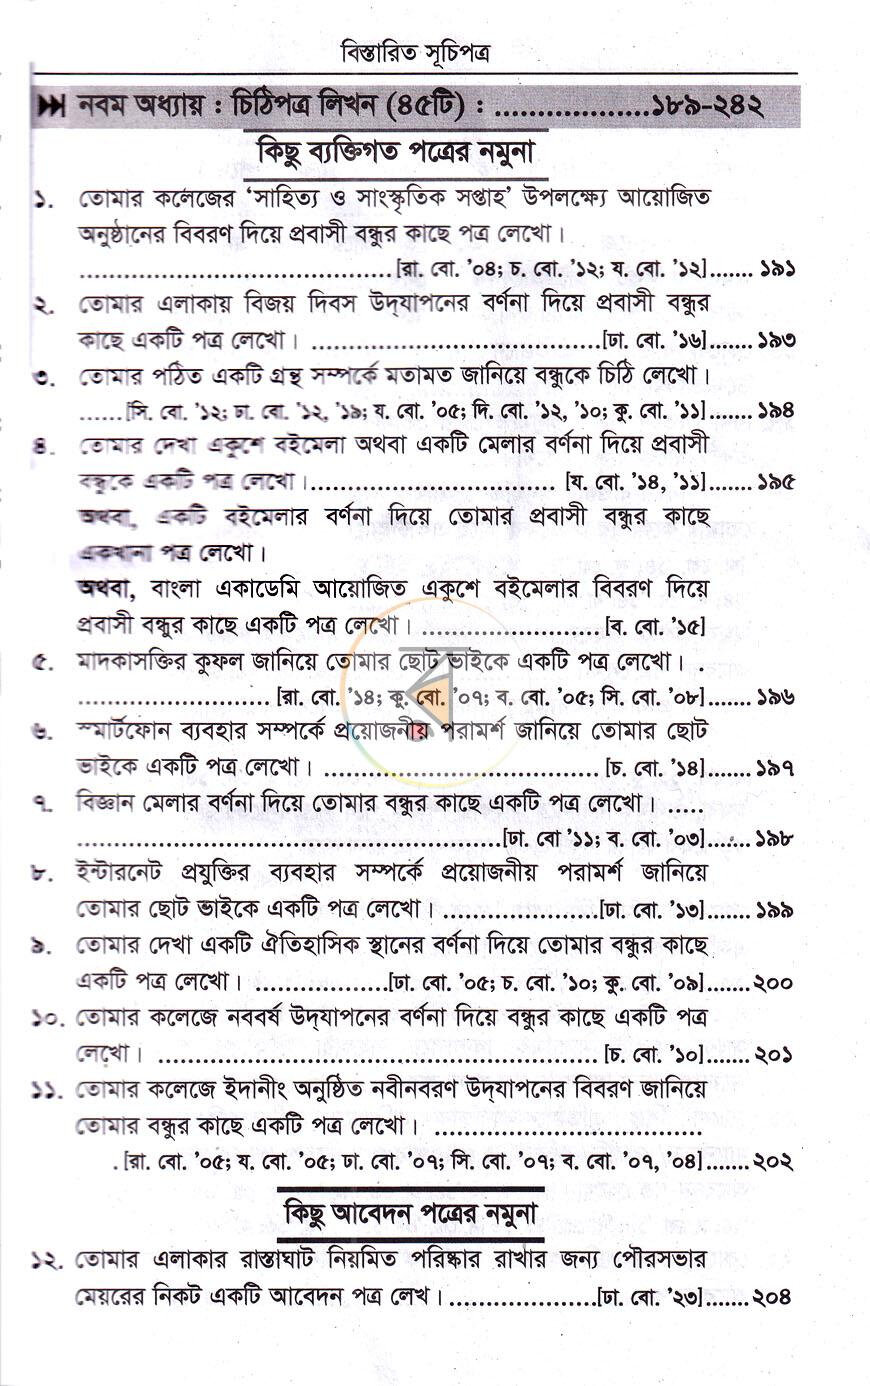 বিস্তারিত সূচিপত্র
নবম অধ্যায় : চিঠিপত্র লিখন (৪৫টি) : ...................১৮৯-২৪২
কিছু ব্যক্তিগত পত্রের নমুনা
১. তোমার কলেজের ‘সাহিত্য ও সাংস্কৃতিক সপ্তাহ’ উপলক্ষ্যে আয়োজিত
অনুষ্ঠানের বিবরণ দিয়ে প্রবাসী বন্ধুর কাছে পত্র লেখো।
........................................[রা. বো. ’০৪; চ. বো. ’১২; য. বো. ’১২]....... ১৯১
২. তোমার এলাকায় বিজয় দিবস উদ্‌যাপনের বর্ণনা দিয়ে প্রবাসী বন্ধুর
কাছে একটি পত্র লেখো। .....................................[ঢা. বো. ’১৬]....... ১৯৩
৩. তোমার পঠিত একটি গ্রন্থ সম্পর্কে মতামত জানিয়ে বন্ধুকে চিঠি লেখো।
......[সি. বো. ’১২; ঢা. বো. ’১২, ’১৯; য. বো. ’০৫; দি. বো. ’১২, ’১০; কু. বো. ’১১]....... ১৯৪
৪. তোমার দেখা একুশে বইমেলা অথবা একটি মেলার বর্ণনা দিয়ে প্রবাসী
বন্ধুকে একটি পত্র লেখো।............................... [য. বো. ’১৪, ’১১]....... ১৯৫
অথবা, একটি বইমেলার বর্ণনা দিয়ে তোমার প্রবাসী বন্ধুর কাছে
একখানা পত্র লেখো।
অথবা, বাংলা একাডেমি আয়োজিত একুশে বইমেলার বিবরণ দিয়ে
প্রবাসী বন্ধুর কাছে একটি পত্র লেখো। ....................... [ব. বো. ’১৫]
৫. মাদকাসক্তির কুফল জানিয়ে তোমার ছোট ভাইকে একটি পত্র লেখো। .
......................... [রা. বো. ’১৪; কু. বো. ’০৭; ব. বো. ’০৫; সি. বো. ’০৮]....... ১৯৬
৬. স্মার্টফোন ব্যবহার সম্পর্কে প্রয়োজনীয় পরামর্শ জানিয়ে তোমার ছোট
ভাইকে একটি পত্র লেখো। ................................... [চ. বো. ’১৪]....... ১৯৭
৭. বিজ্ঞান মেলার বর্ণনা দিয়ে তোমার বন্ধুর কাছে একটি পত্র লেখো। .....
......................................................[ঢা. বো ’১১; ব. বো. ’০৩]....... ১৯৮
৮. ইন্টারনেট প্রযুক্তির ব্যবহার সম্পর্কে প্রয়োজনীয় পরামর্শ জানিয়ে
তোমার ছোট ভাইকে একটি পত্র লেখো। ....................[ঢা. বো. ’১৩]....... ১৯৯
৯. তোমার দেখা একটি ঐতিহাসিক স্থানের বর্ণনা দিয়ে তোমার বন্ধুর কাছে
একটি পত্র লেখো। .................[ঢা. বো. ’০৫; চ. বো. ’১০; কু. বো. ’০৯].......২০০
১০. তোমার কলেজে নববর্ষ উদ্‌যাপনের বর্ণনা দিয়ে বন্ধুর কাছে একটি পত্র
লেখো। ........................................................ [চ. বো. ’১০]....... ২০১
১১. তোমার কলেজে ইদানীং অনুষ্ঠিত নবীনবরণ উদ্‌যাপনের বিবরণ জানিয়ে
তোমার বন্ধুর কাছে একটি পত্র লেখো। ..................................
. [রা. বো. ’০৫; য. বো. ’০৫; ঢা. বো. ’০৭; সি. বো. ’০৭; ব. বো. ’০৭, ’০৪]....... ২০২
কিছু আবেদন পত্রের নমুনা
১২. তোমার এলাকার রাস্তাঘাট নিয়মিত পরিষ্কার রাখার জন্য পৌরসভার
মেয়রের নিকট একটি আবেদন পত্র লেখ। ...................[ঢা. বো. ’২৩]....... ২০৪